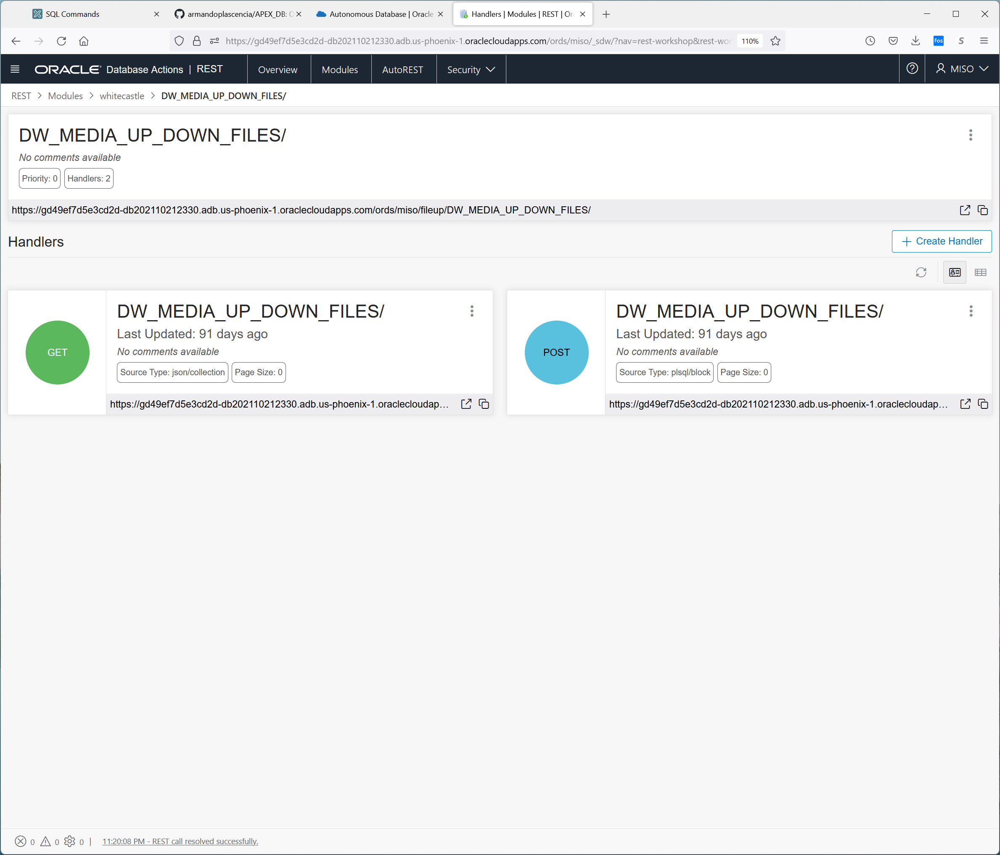 SQL Commands
armandoplascencia/APEX_DB: O
Autonomous Database | Oracle
Handlers | Modules | REST | Or
https://gd49ef7d5e3cd2d-db202110212330.adb.us-phoenix-1.oraclecloudapps.com/ords/miso/_sdw/?nav=rest-workshop&rest-wor
110%
fos
S
ORACLE Database Actions | REST
Overview
Modules
AutoREST
Security
MISO
REST > Modules > whitecastle > DW_MEDIA_UP_DOWN_FILES/
DW_MEDIA_UP_DOWN_FILES/
No comments available
Priority: 0
Handlers: 2
https://gd49ef7d5e3cd2d-db202110212330.adb.us-phoenix-1.oraclecloudapps.com/ords/miso/fileup/DW_MEDIA_UP_DOWN_FILES/
Handlers
Create Handler
GET
DW_MEDIA_UP_DOWN_FILES/
Last Updated: 91 days ago
No comments available
Source Type: json/collection
Page Size: 0
https://gd49ef7d5e3cd2d-db202110212330.adb.us-phoenix-1.oraclecloudap…
POST
DW_MEDIA_UP_DOWN_FILES/
Last Updated: 91 days ago
No comments available
Source Type: plsql/block
Page Size: 0
https://gd49ef7d5e3cd2d-db202110212330.adb.us-phoenix-1.oraclecloudap…
0 0 0 | 11:20:08 PM - REST call resolved successfully.